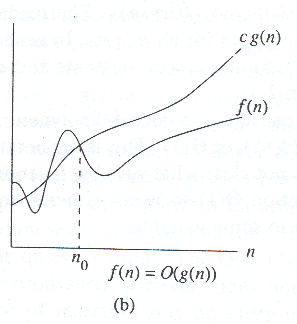 c g(n)
f(n)
n
n₀
f(n) = O(g(n))
(b)